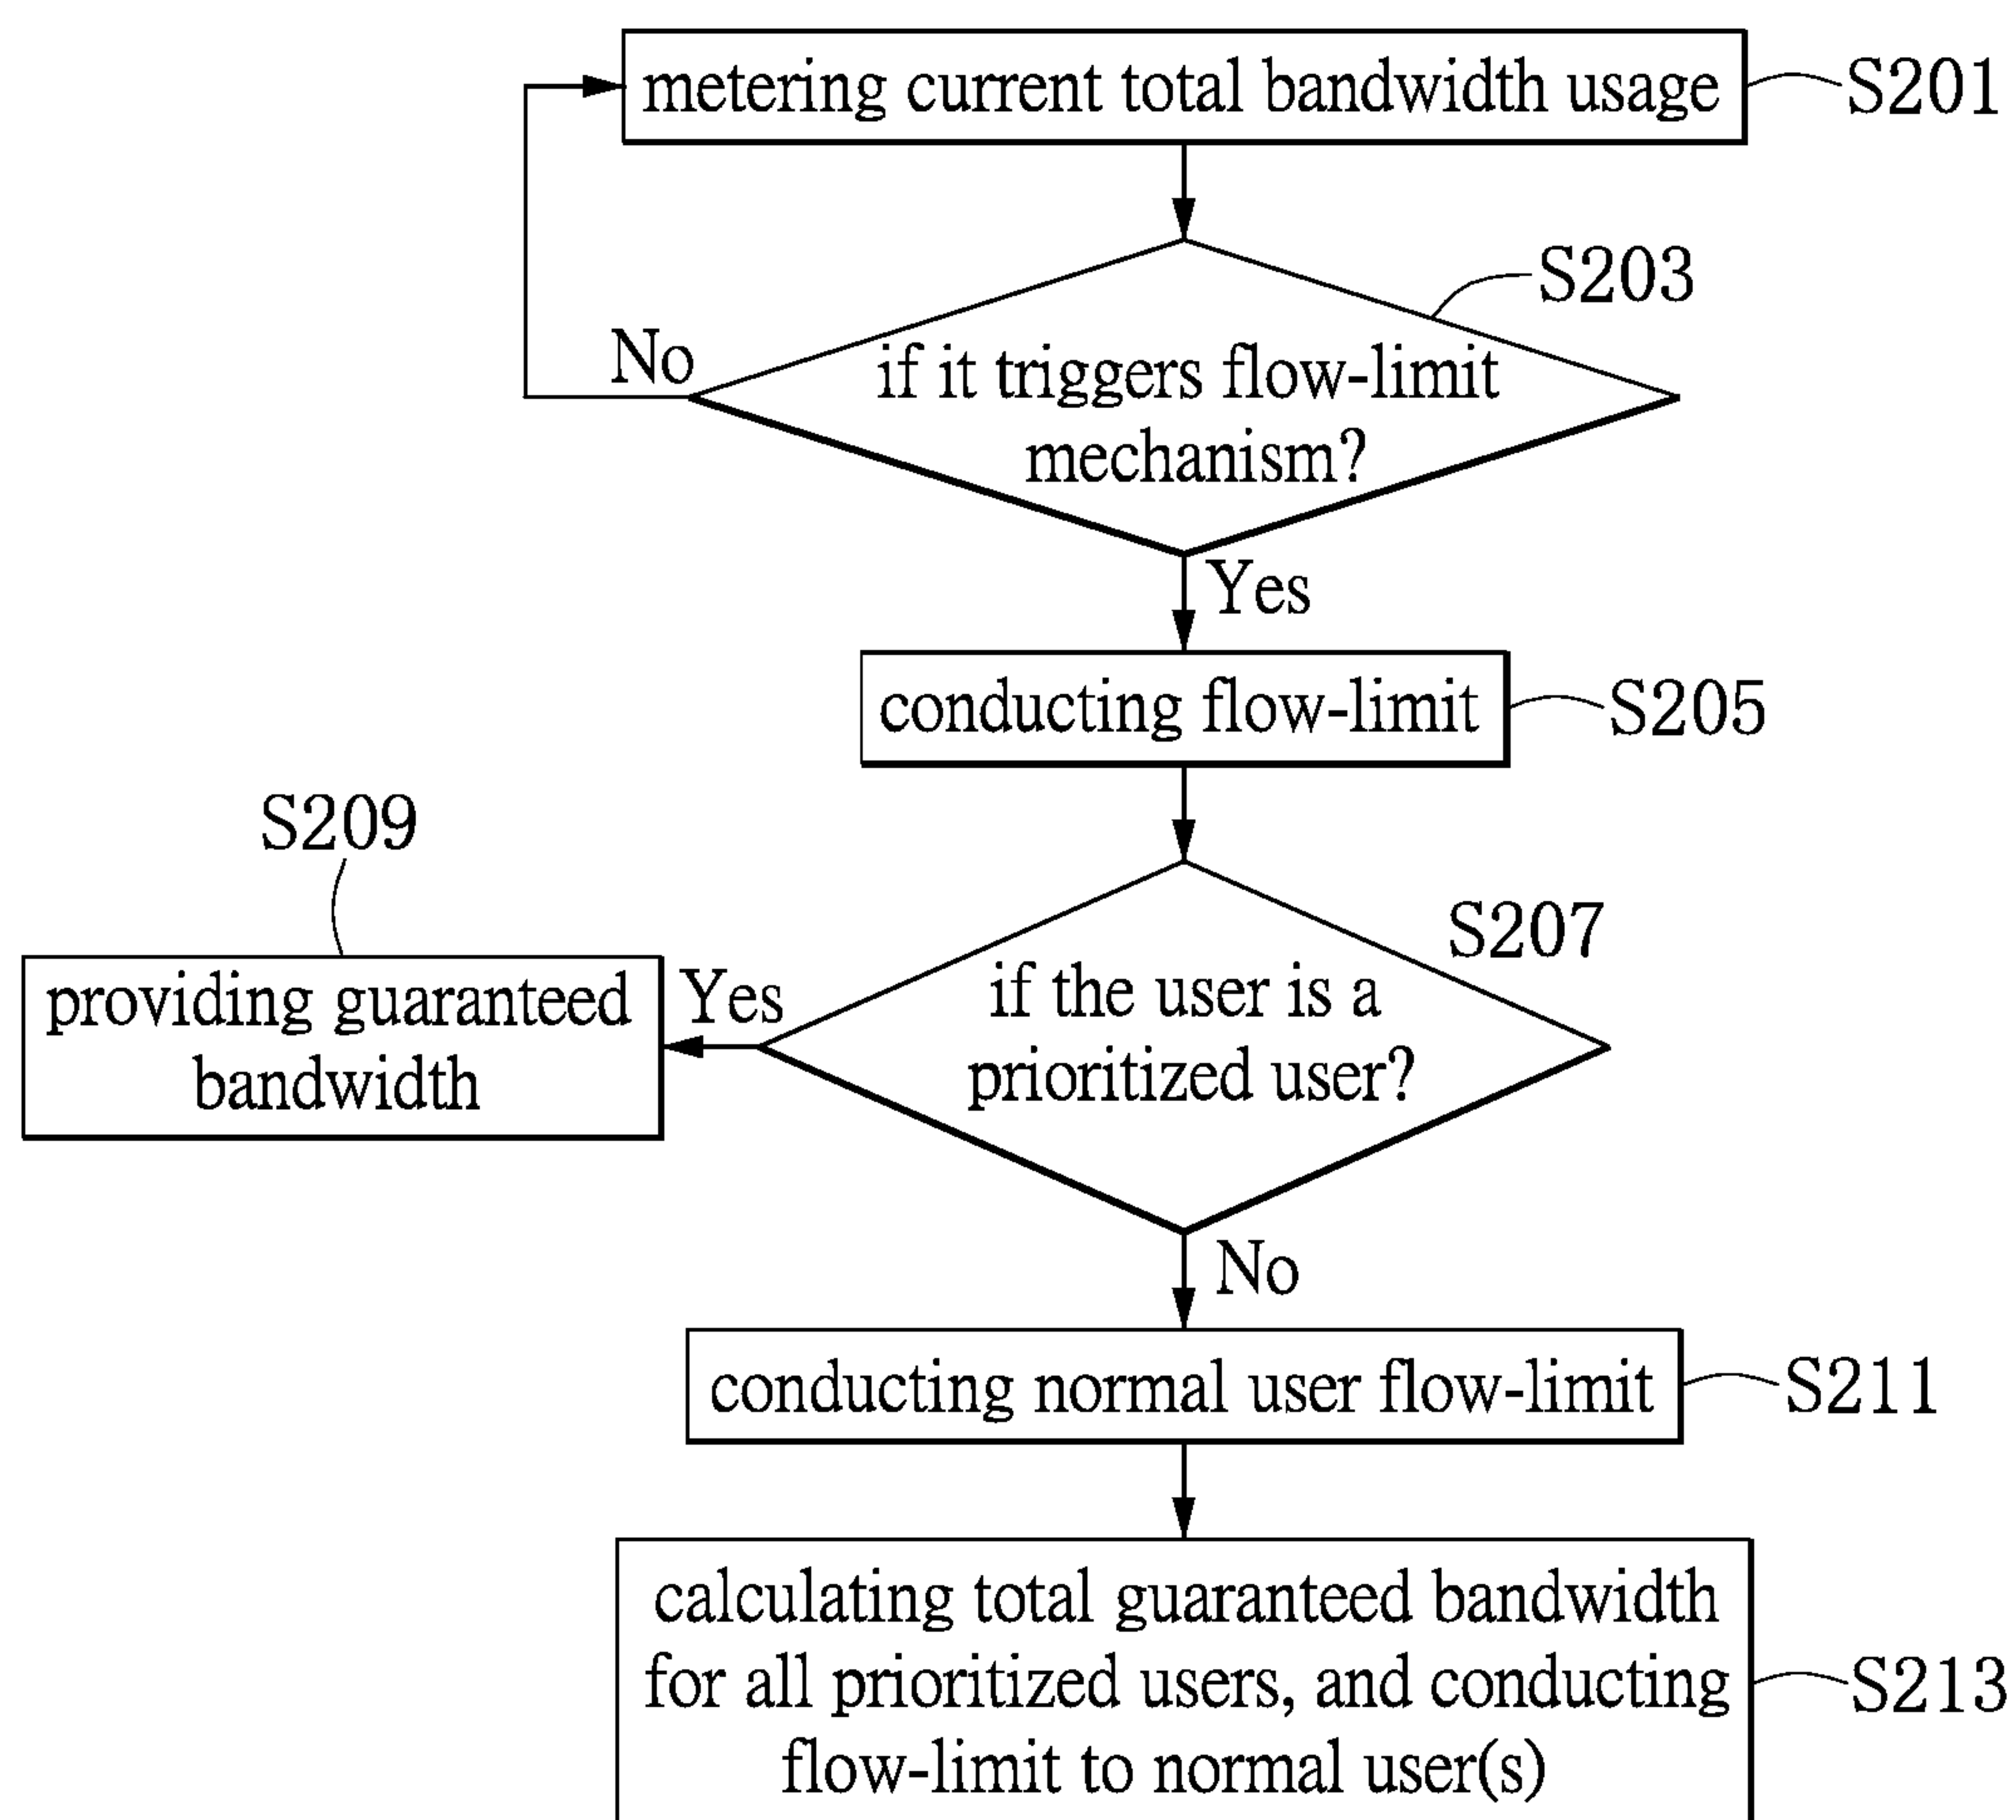 metering current total bandwidth usage
S201
S203
No
if it triggers flow-limit
mechanism?
Yes
conducting flow-limit
S205
S209
S207
providing guaranteed
bandwidth
Yes
if the user is a
prioritized user?
No
conducting normal user flow-limit
S211
calculating total guaranteed bandwidth
for all prioritized users, and conducting
flow-limit to normal user(s)
S213